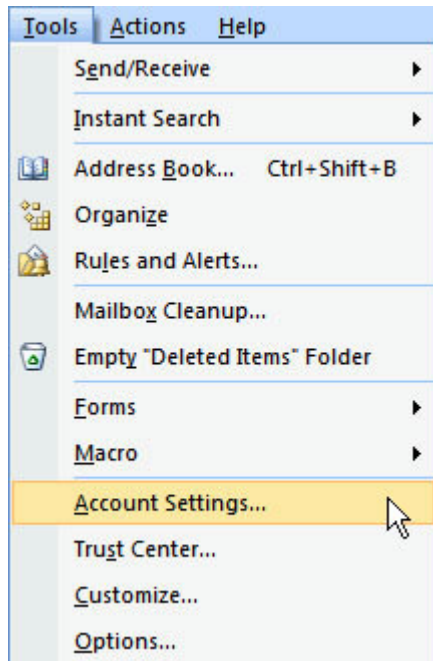 Tools Actions Help
Send/Receive
Instant Search
Address Book... Ctrl+Shift+B
Organize
Rules and Alerts...
Mailbox Cleanup...
Empty "Deleted Items" Folder
Forms
Macro
Account Settings...
Trust Center...
Customize...
Options...